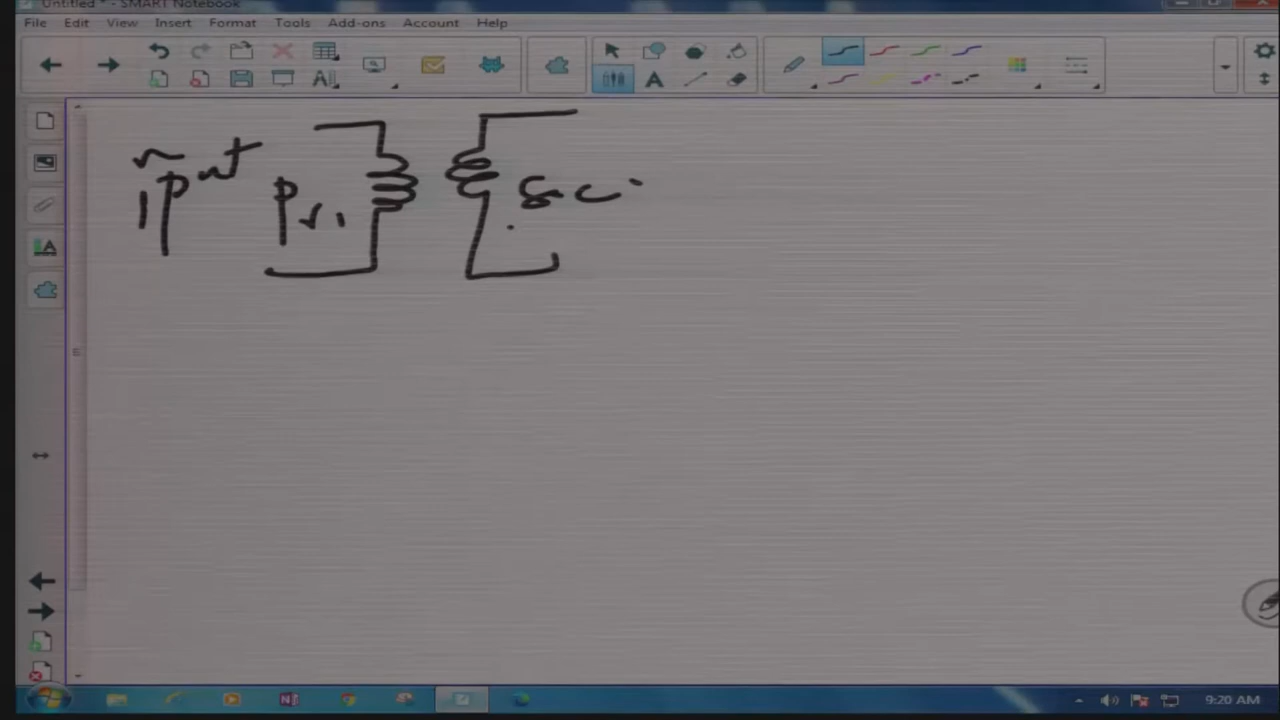 Untitled * - SMART Notebook
File Edit View Insert Format Tools Add-ons Account Help
Pri
Sec
9:20 AM